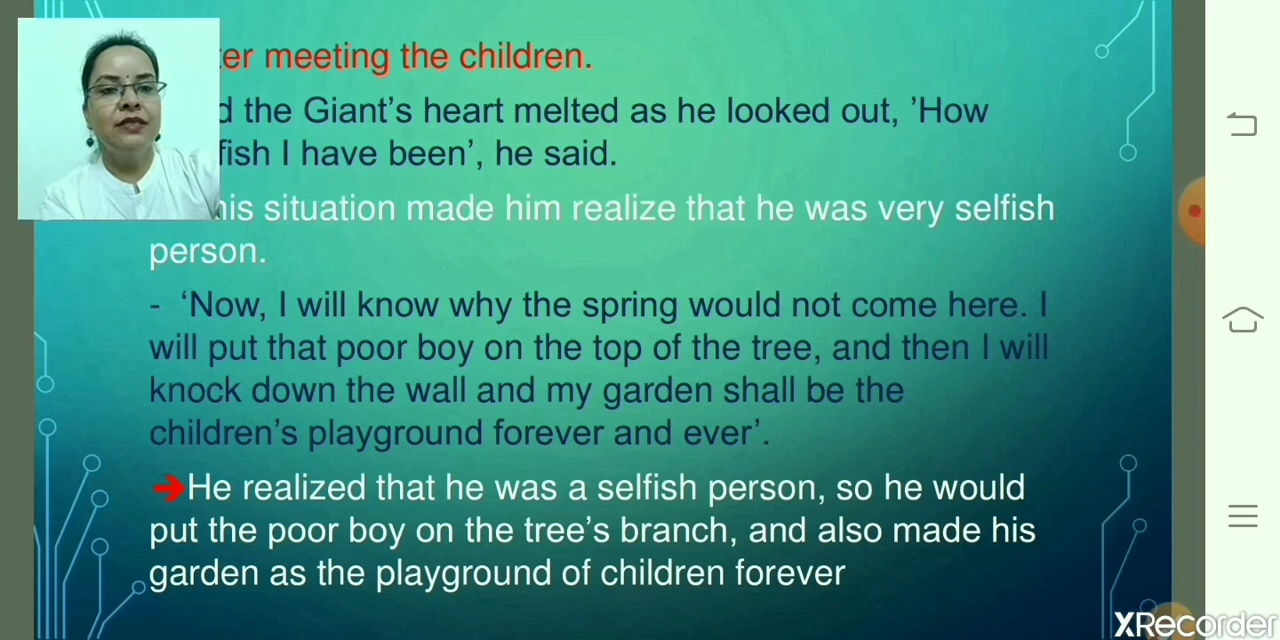 meeting the children.
the Giant's heart melted as he looked out, 'How
I have been', he said.
situation made him realize that he was very selfish
person.
- 'Now, I will know why the spring would not come here. I
will put that poor boy on the top of the tree, and then I will
knock down the wall and my garden shall be the
children's playground forever and ever'.
➔He realized that he was a selfish person, so he would
put the poor boy on the tree's branch, and also made his
garden as the playground of children forever
XRecorder